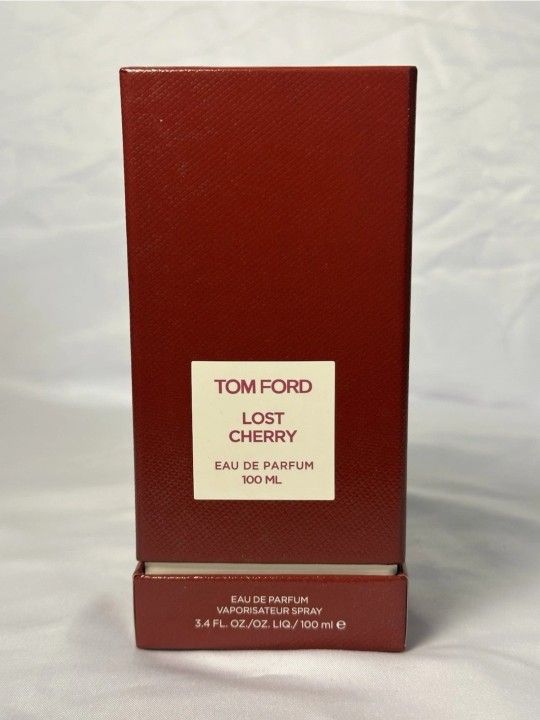 TOM FORD
LOST
CHERRY
EAU DE PARFUM
100 ML
EAU DE PARFUM
VAPORISATEUR SPRAY
3.4 FL. OZ./OZ. LIQ./ 100 ml ℮